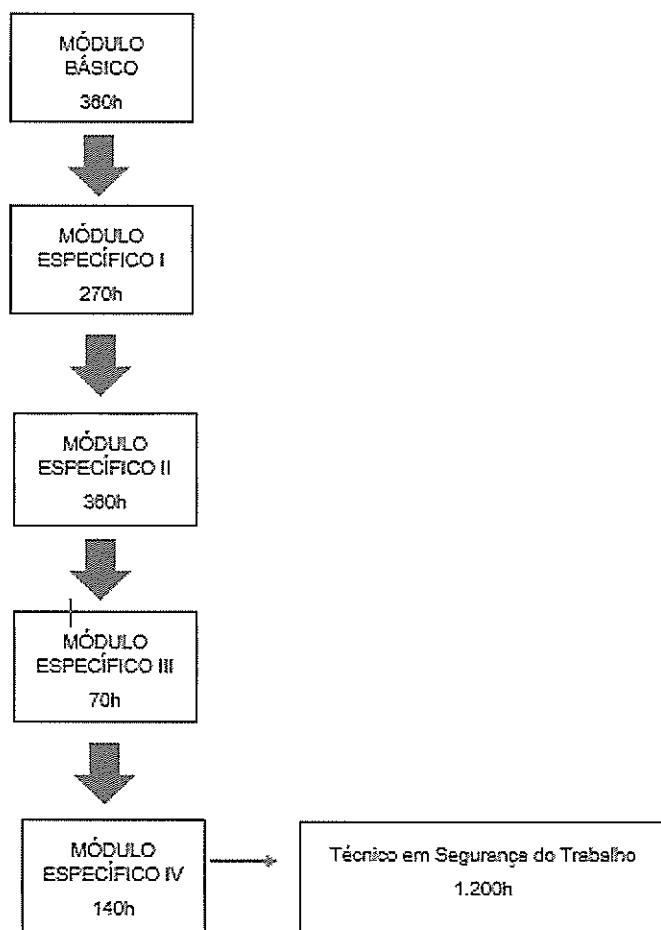 MÓDULO
BÁSICO
360h
MÓDULO
ESPECÍFICO I
270h
MÓDULO
ESPECÍFICO II
360h
MÓDULO
ESPECÍFICO III
70h
MÓDULO
ESPECÍFICO IV
140h
Técnico em Segurança do Trabalho
1.200h